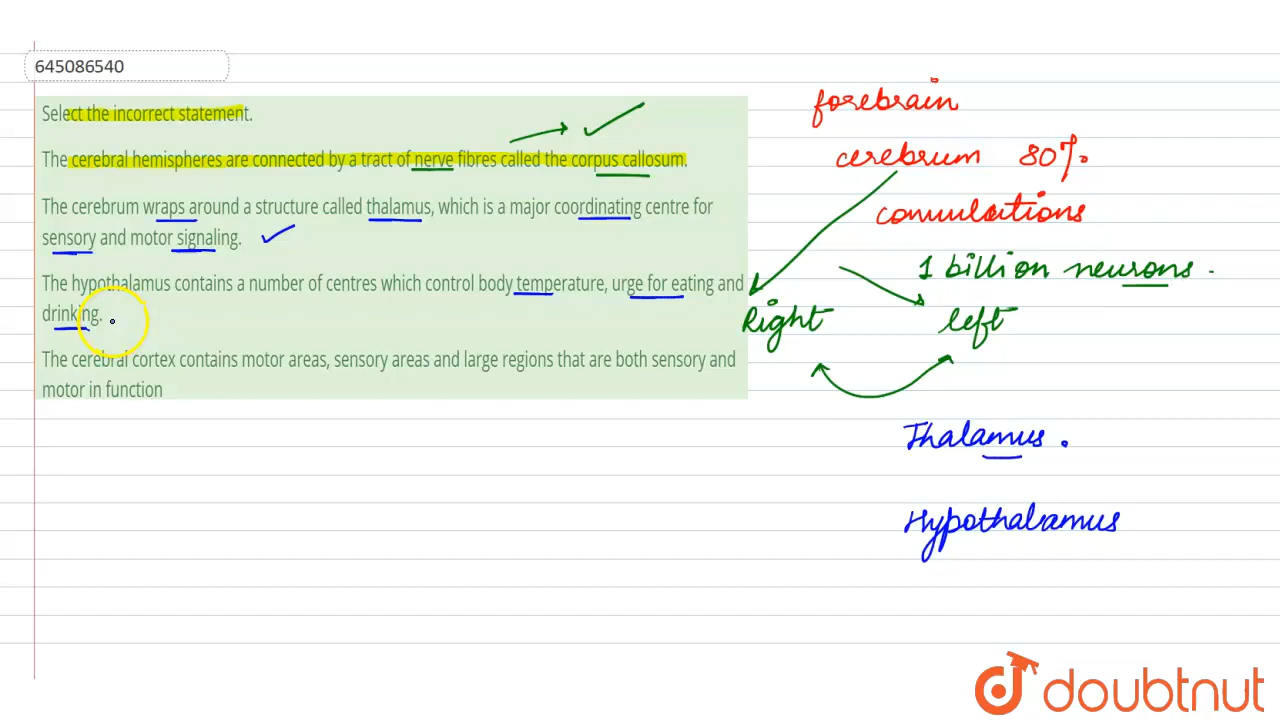 645086540
Select the incorrect statement.
The cerebral hemispheres are connected by a tract of nerve fibres called the corpus callosum.
The cerebrum wraps around a structure called thalamus, which is a major coordinating centre for
sensory and motor signaling.
The hypothalamus contains a number of centres which control body temperature, urge for eating and
drinking.
The cerebral cortex contains motor areas, sensory areas and large regions that are both sensory and
motor in function
forebrain
cerebrum 80%
1 billion neurons.
Right left
Thalamus.
Hypothalamus
doubtnut